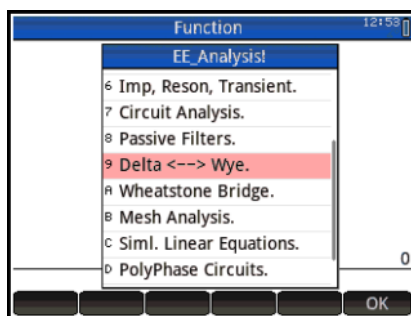 Function 12:53
EE_Analysis!
6 Imp, Reson, Transient.
7 Circuit Analysis.
8 Passive Filters.
9 Delta <--> Wye.
A Wheatstone Bridge.
B Mesh Analysis.
C Siml. Linear Equations.
D PolyPhase Circuits.
0
OK